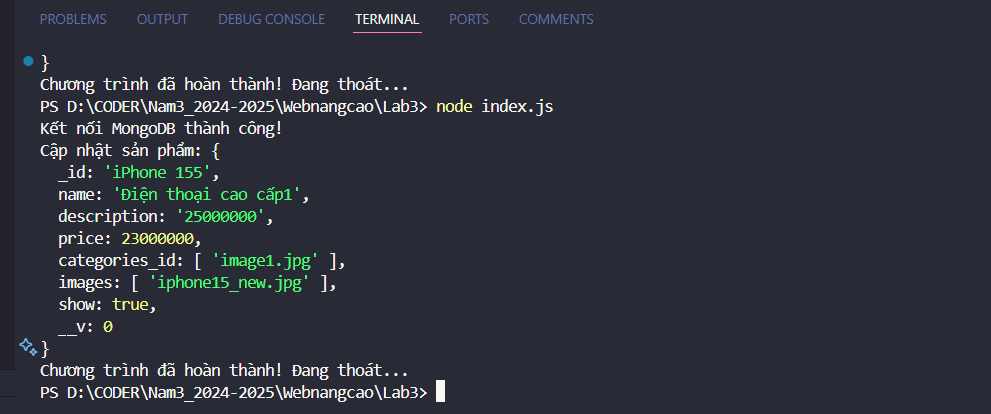 PROBLEMS OUTPUT DEBUG CONSOLE TERMINAL PORTS COMMENTS
}
Chương trình đã hoàn thành! Đang thoát...
PS D:\CODER\Nam3_2024-2025\Webnangcao\Lab3> node index.js
Kết nối MongoDB thành công!
Cập nhật sản phẩm: {
  _id: 'iPhone 155',
  name: 'Điện thoại cao cấp1',
  description: '25000000',
  price: 23000000,
  categories_id: [ 'image1.jpg' ],
  images: [ 'iphone15_new.jpg' ],
  show: true,
  __v: 0
}
Chương trình đã hoàn thành! Đang thoát...
PS D:\CODER\Nam3_2024-2025\Webnangcao\Lab3>